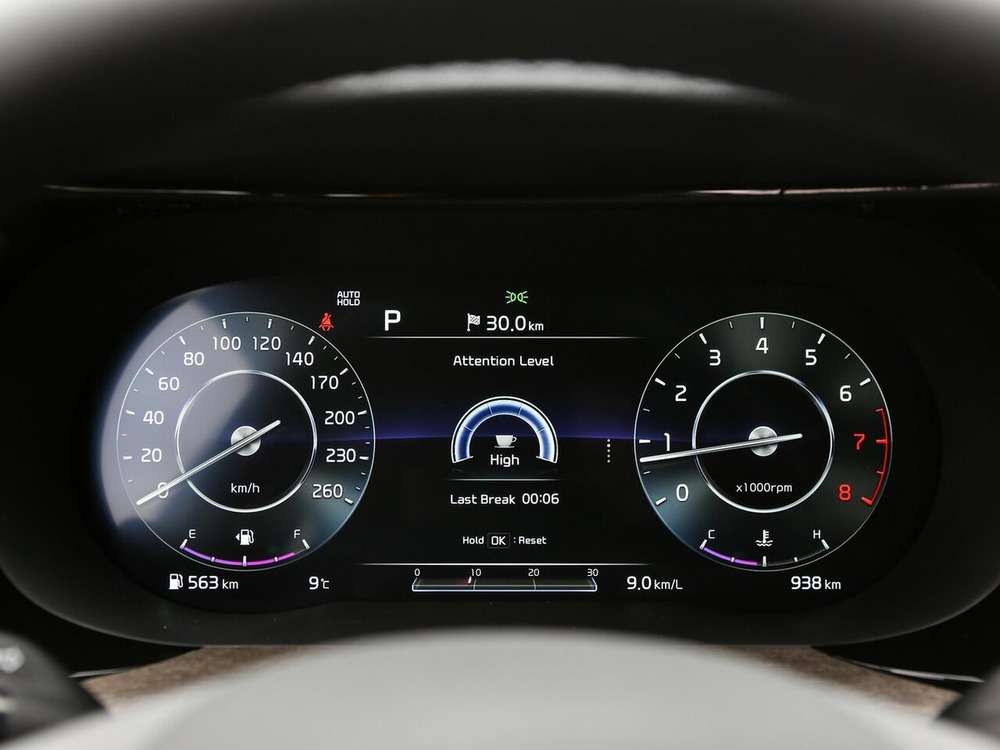 AUTO
HOLD
P
30.0 km
Attention Level
High
Last Break 00:06
Hold OK : Reset
0 20 40 60 80 100 120 140 170 200 230 260
km/h
E F
563 km
9 °C
0 10 20 30
9.0 km/L
0 1 2 3 4 5 6 7 8
x1000rpm
C H
938 km